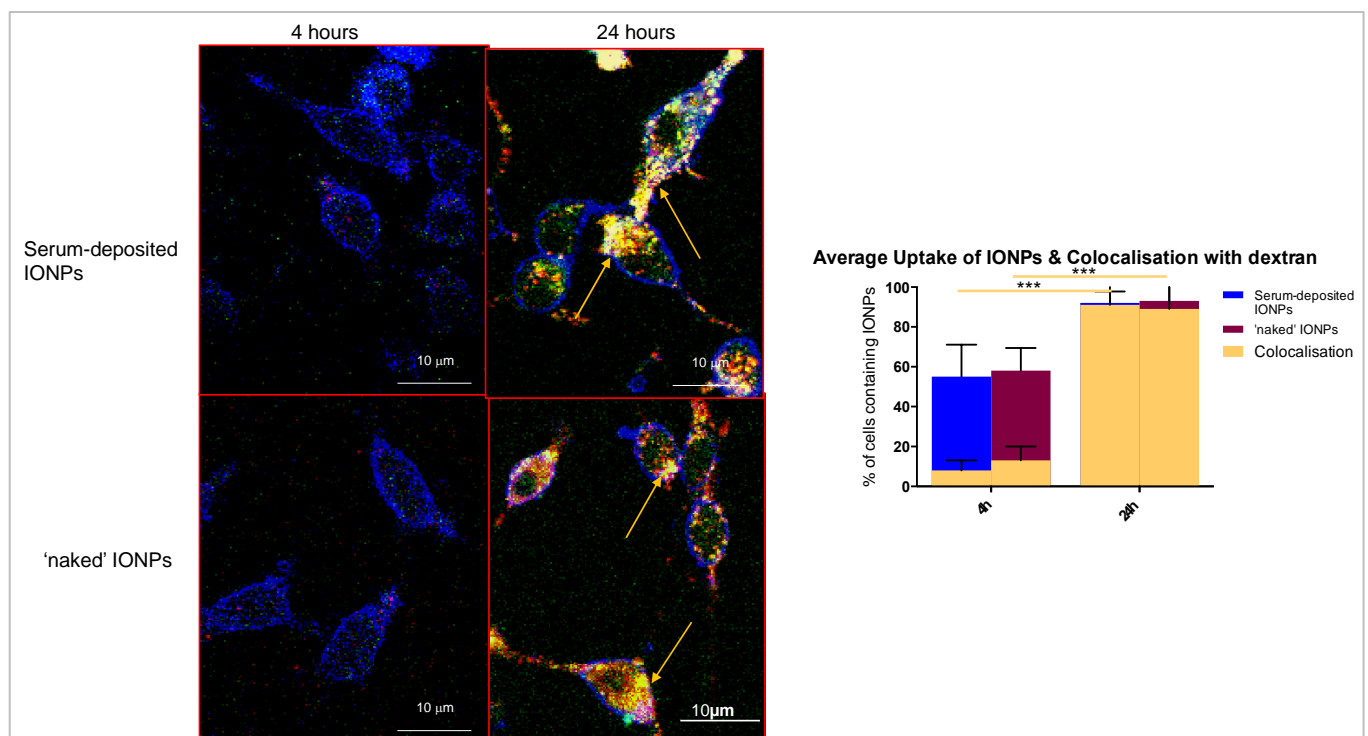 4 hours
24 hours
Serum-deposited
IONPs
10 µm
10 µm
'naked' IONPs
10 µm
10µm
Average Uptake of IONPs & Colocalisation with dextran
***
***
% of cells containing IONPs
100
80
60
40
20
0
4h
24h
Serum-deposited
IONPs
'naked' IONPs
Colocalisation